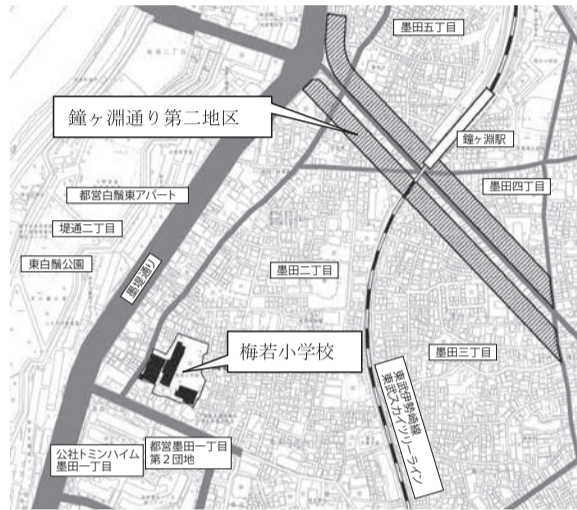 墨田五丁目
鐘ヶ淵通り第二地区
鐘ヶ淵駅
都営白鬚東アパート
墨田四丁目
堤通二丁目
東白鬚公園
墨堤通り
墨田二丁目
梅若小学校
墨田三丁目
東武伊勢崎線
東武スカイツリーライン
公社トミンハイム
墨田一丁目
都営墨田一丁目
第2団地